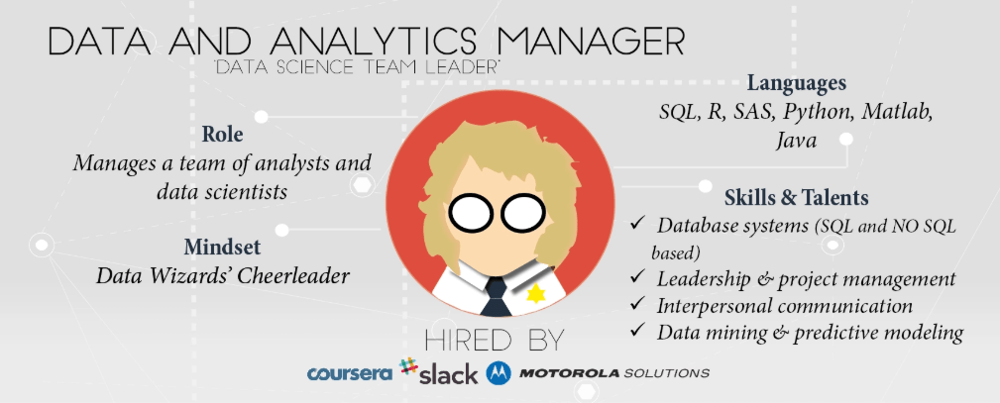 DATA AND ANALYTICS MANAGER
'DATA SCIENCE TEAM LEADER'
Role
Manages a team of analysts and
data scientists
Mindset
Data Wizards' Cheerleader
Languages
SQL, R, SAS, Python, Matlab,
Java
Skills & Talents
✓ Database systems (SQL and NO SQL
based)
✓ Leadership & project management
✓ Interpersonal communication
✓ Data mining & predictive modeling
HIRED BY
coursera slack MOTOROLA SOLUTIONS